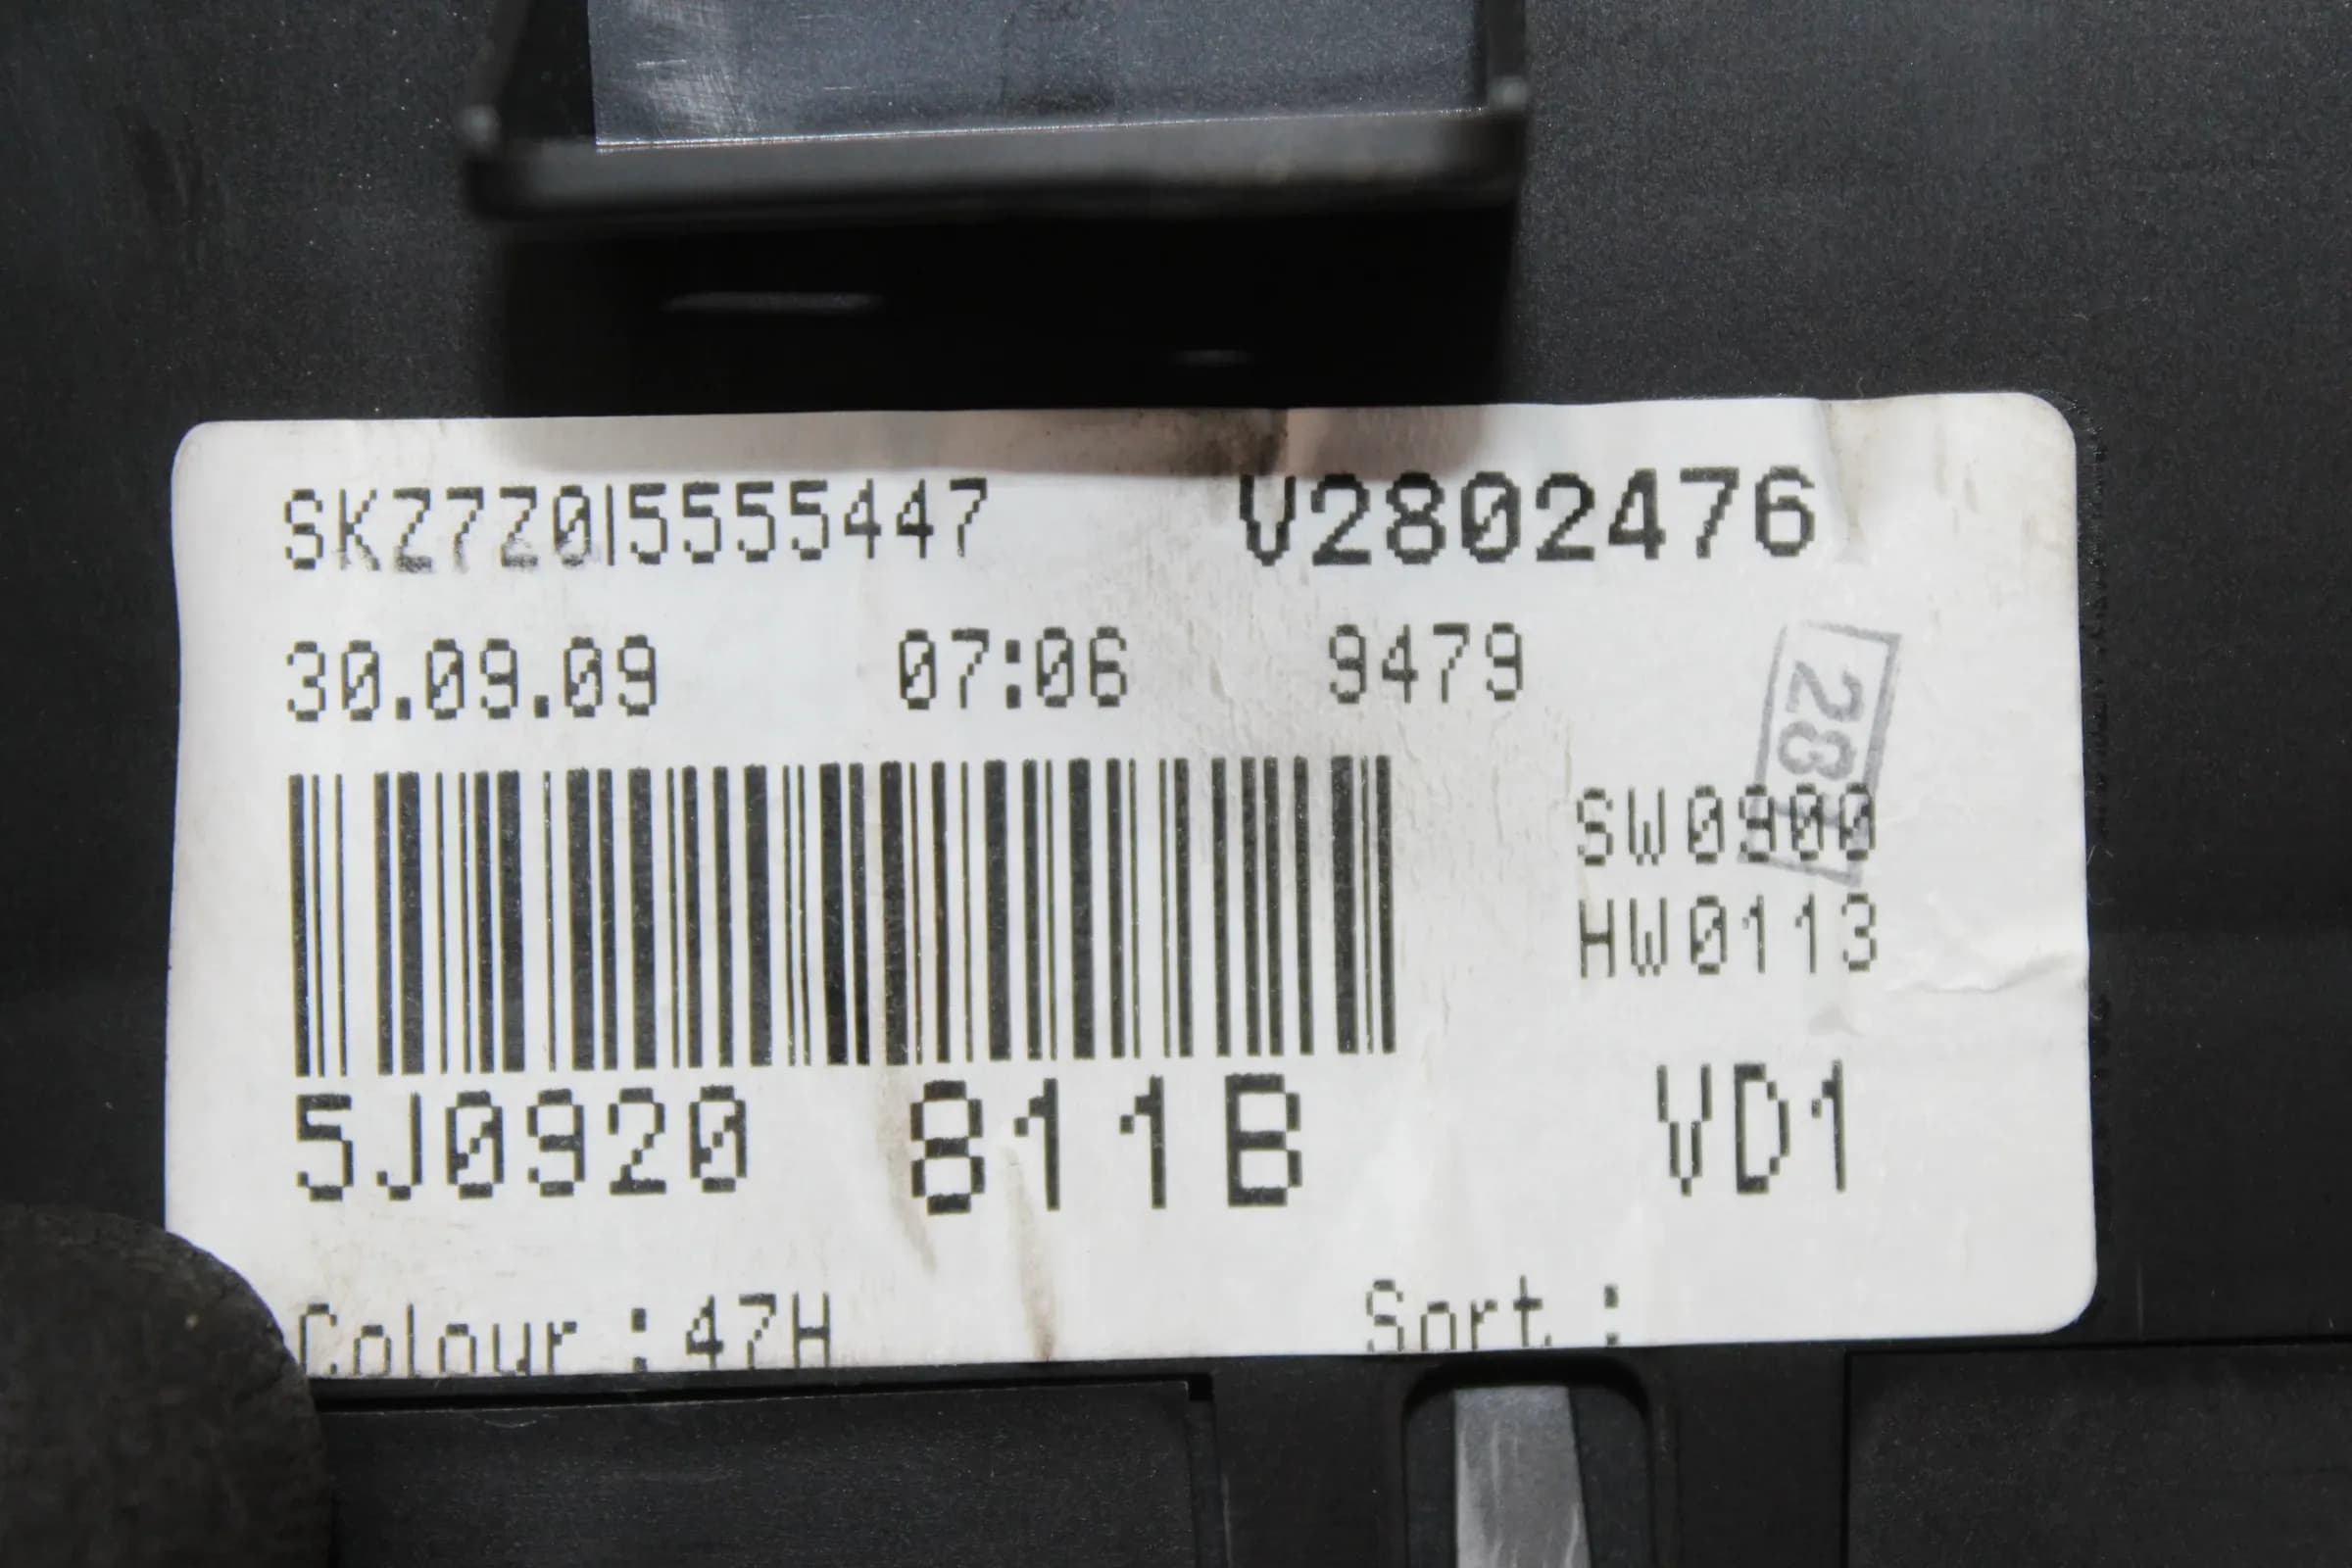 SKZ7Z0I5555447 V2802476
30.09.09 07:06 9479
28
SW0900
HW0113
5J0920 811B VD1
Colour : 47H Sort :